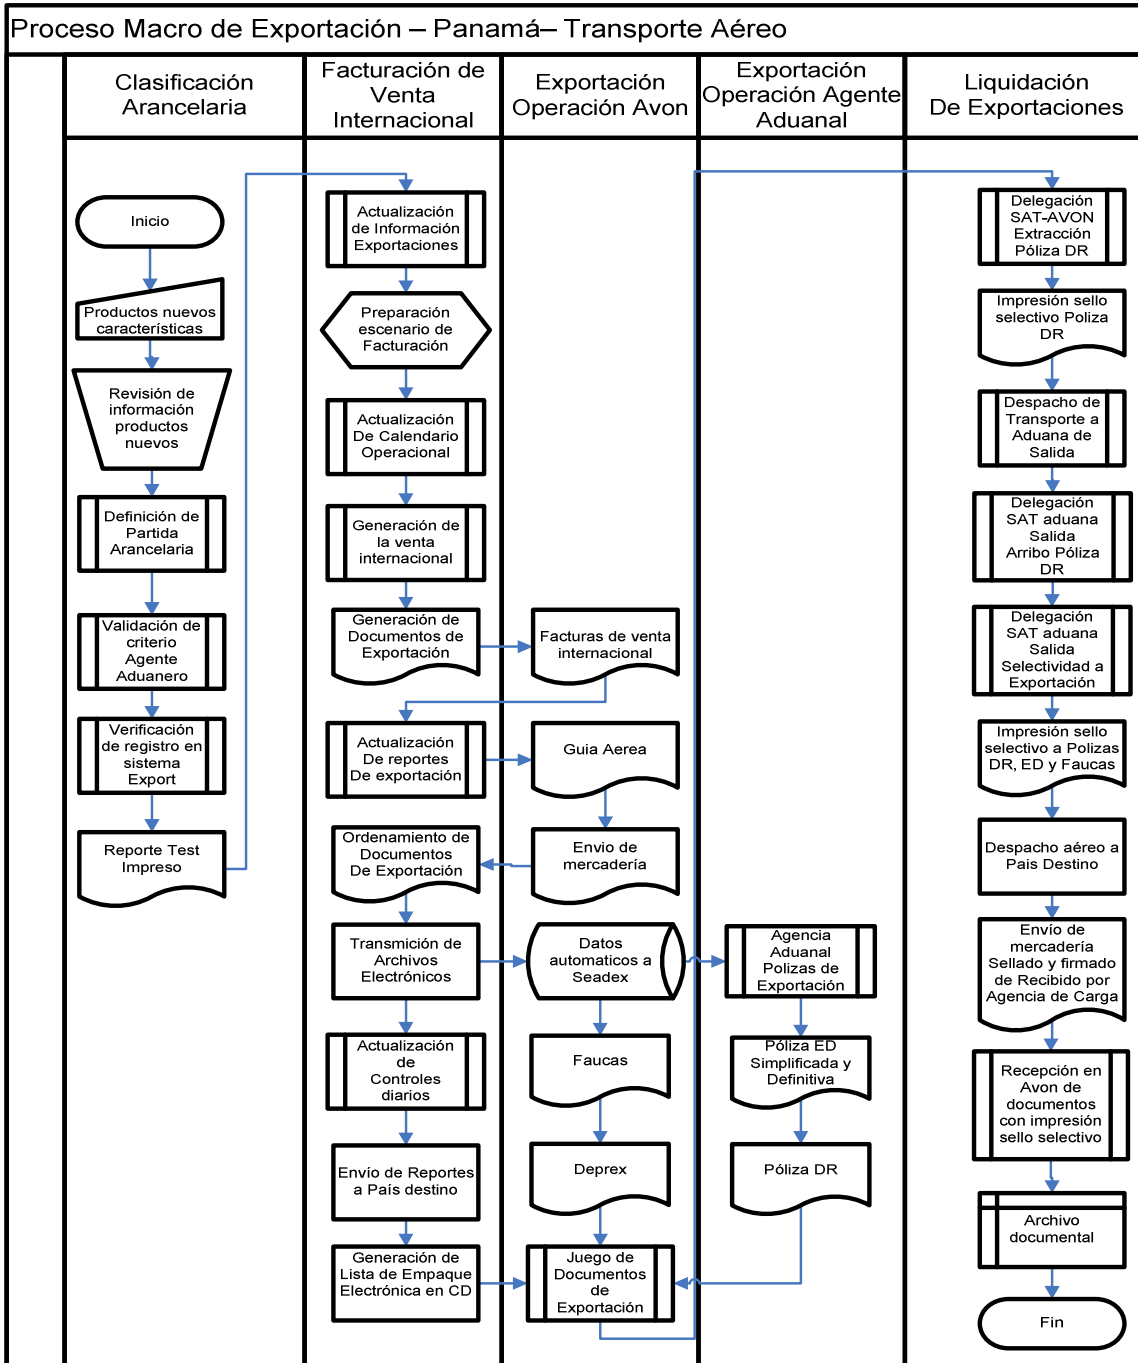 Proceso Macro de Exportación – Panamá– Transporte Aéreo
Clasificación
Arancelaria
Facturación de
Venta
Internacional
Exportación
Operación Avon
Exportación
Operación Agente
Aduanal
Liquidación
De Exportaciones
Inicio
Productos nuevos
características
Revisión de
información
productos
nuevos
Definición de
Partida
Arancelaria
Validación de
criterio
Agente
Aduanero
Verificación
de registro en
sistema
Export
Reporte Test
Impreso
Actualización
de Información
Exportaciones
Preparación
escenario de
Facturación
Actualización
De Calendario
Operacional
Generación de
la venta
internacional
Generación de
Documentos de
Exportación
Facturas de venta
internacional
Actualización
De reportes
De exportación
Guia Aerea
Envio de
mercadería
Ordenamiento de
Documentos
De Exportación
Transmición de
Archivos
Electrónicos
Datos
automaticos a
Seadex
Agencia
Aduanal
Polizas de
Exportación
Actualización
de
Controles
diarios
Faucas
Póliza ED
Simplificada y
Definitiva
Envío de Reportes
a País destino
Deprex
Póliza DR
Generación de
Lista de Empaque
Electrónica en CD
Juego de
Documentos
de
Exportación
Delegación
SAT-AVON
Extracción
Póliza DR
Impresión sello
selectivo Poliza
DR
Despacho de
Transporte a
Aduana de
Salida
Delegación
SAT aduana
Salida
Arribo Póliza
DR
Delegación
SAT aduana
Salida
Selectividad a
Exportación
Impresión sello
selectivo a Polizas
DR, ED y Faucas
Despacho aéreo a
Pais Destino
Envío de
mercadería
Sellado y firmado
de Recibido por
Agencia de Carga
Recepción en
Avon de
documentos
con impresión
sello selectivo
Archivo
documental
Fin